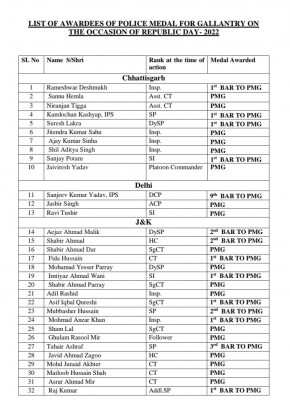 LIST OF AWARDEES OF POLICE MEDAL FOR GALLANTRY ON
THE OCCASION OF REPUBLIC DAY- 2022
SL No Name S/Shri Rank at the time of action Medal Awarded
Chhattisgarh
1 Rameshwar Deshmukh Insp. 1st BAR TO PMG
2 Sannu Hemla Asst. CT PMG
3 Niranjan Tigga Asst. CT PMG
4 Kamlochan Kashyap, IPS SP 1st BAR TO PMG
5 Suresh Lakra DySP 1st BAR TO PMG
6 Jitendra Kumar Sahu Insp. PMG
7 Ajay Kumar Sinha Insp. PMG
8 Shil Aditya Singh Insp. PMG
9 Sanjay Potam SI 1st BAR TO PMG
10 Jaiviresh Yadav Platoon Commander PMG
Delhi
11 Sanjeev Kumar Yadav, IPS DCP 9th BAR TO PMG
12 Jasbir Singh ACP PMG
13 Ravi Tushir SI PMG
J&K
14 Aejaz Ahmad Malik DySP 2nd BAR TO PMG
15 Shabir Ahmad HC 2nd BAR TO PMG
16 Shabir Ahmad Dar SgCT PMG
17 Fida Hussain CT 1st BAR TO PMG
18 Mohamad Yesser Parray DySP PMG
19 Imtiyaz Ahmad Wani SI 1st BAR TO PMG
20 Shabir Ahmad Parray SgCT PMG
21 Adil Rashid Insp. PMG
22 Asif Iqbal Qureshi SgCT 1st BAR TO PMG
23 Mubbasher Hussain SP 2nd BAR TO PMG
24 Mohmad Anzar Khan Insp. 1st BAR TO PMG
25 Sham Lal SgCT PMG
26 Ghulam Rasool Mir Follower PMG
27 Tahair Ashraf SP 3rd BAR TO PMG
28 Javid Ahmad Zagoo HC PMG
29 Mohd Junaid Akhter CT PMG
30 Matloob Hussain Shah CT PMG
31 Asrar Ahmad Mir CT PMG
32 Raj Kumar Addl.SP 1st BAR TO PMG